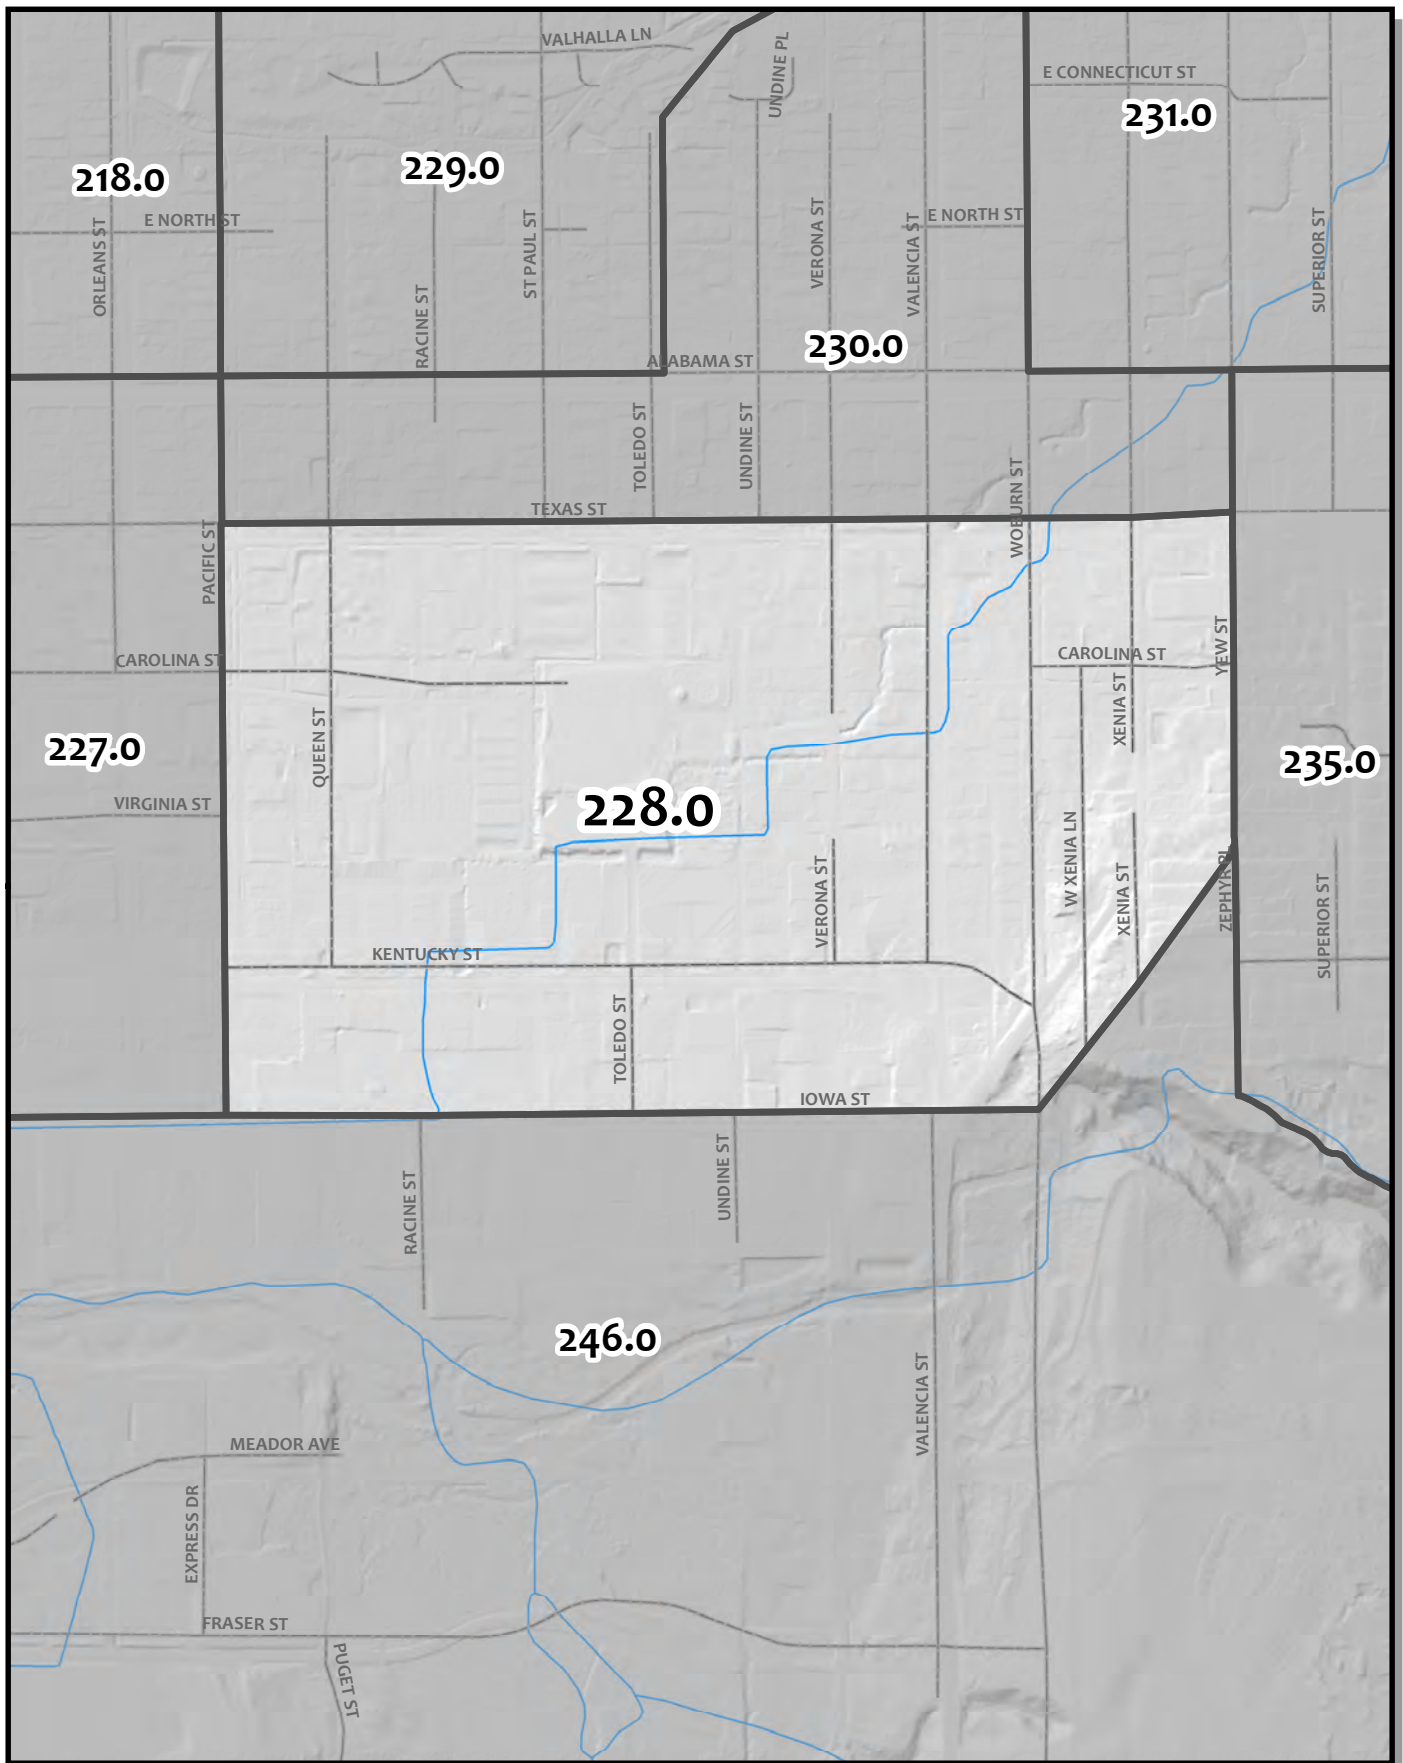 VALHALLA LN
UNDINE PL
E CONNECTICUT ST
231.0
229.0
218.0
E NORTH ST
ORLEANS ST
ST PAUL ST
RACINE ST
VERONA ST
VALENCIA ST
E NORTH ST
SUPERIOR ST
230.0
ALABAMA ST
TOLEDO ST
UNDINE ST
WOBURN ST
TEXAS ST
PACIFIC ST
CAROLINA ST
CAROLINA ST
YEW ST
XENIA ST
QUEEN ST
227.0
235.0
228.0
VIRGINIA ST
W XENIA LN
VERONA ST
XENIA ST
ZEPHYR PL
SUPERIOR ST
KENTUCKY ST
TOLEDO ST
IOWA ST
RACINE ST
UNDINE ST
246.0
VALENCIA ST
MEADOR AVE
EXPRESS DR
FRASER ST
PUGET ST